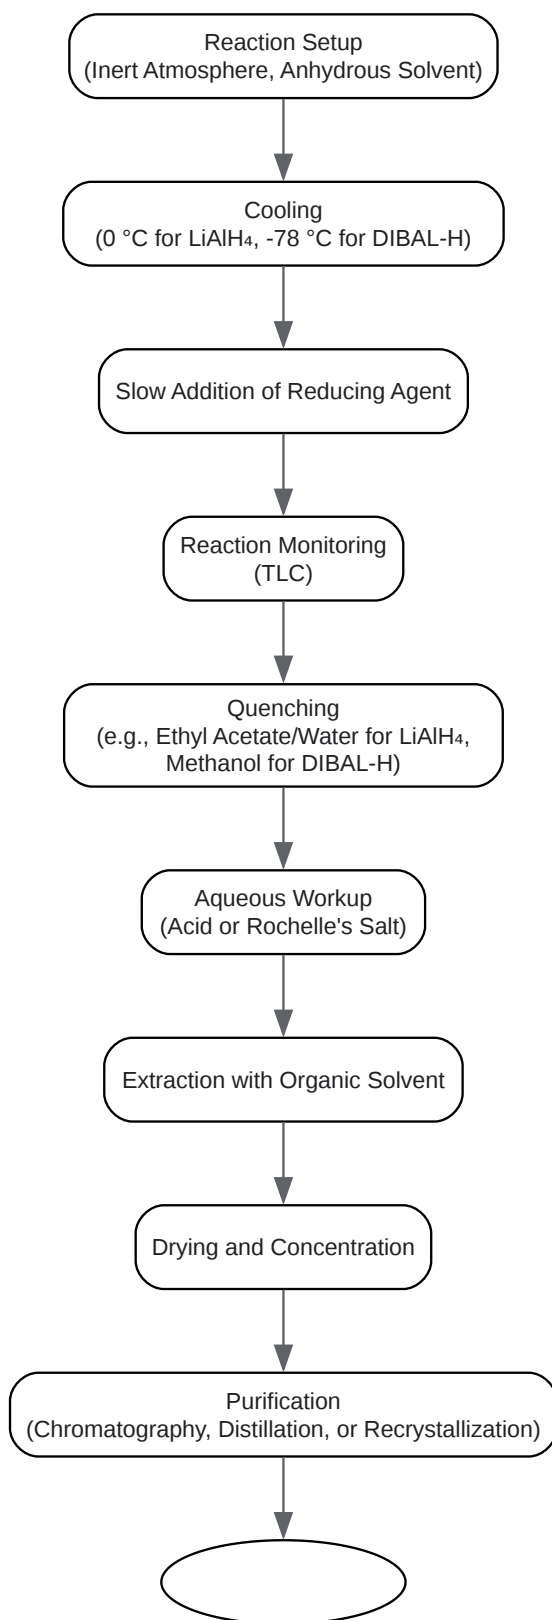 Reaction Setup
(Inert Atmosphere, Anhydrous Solvent)
Cooling
(0 °C for LiAlH₄, -78 °C for DIBAL-H)
Slow Addition of Reducing Agent
Reaction Monitoring
(TLC)
Quenching
(e.g., Ethyl Acetate/Water for LiAlH₄,
Methanol for DIBAL-H)
Aqueous Workup
(Acid or Rochelle's Salt)
Extraction with Organic Solvent
Drying and Concentration
Purification
(Chromatography, Distillation, or Recrystallization)